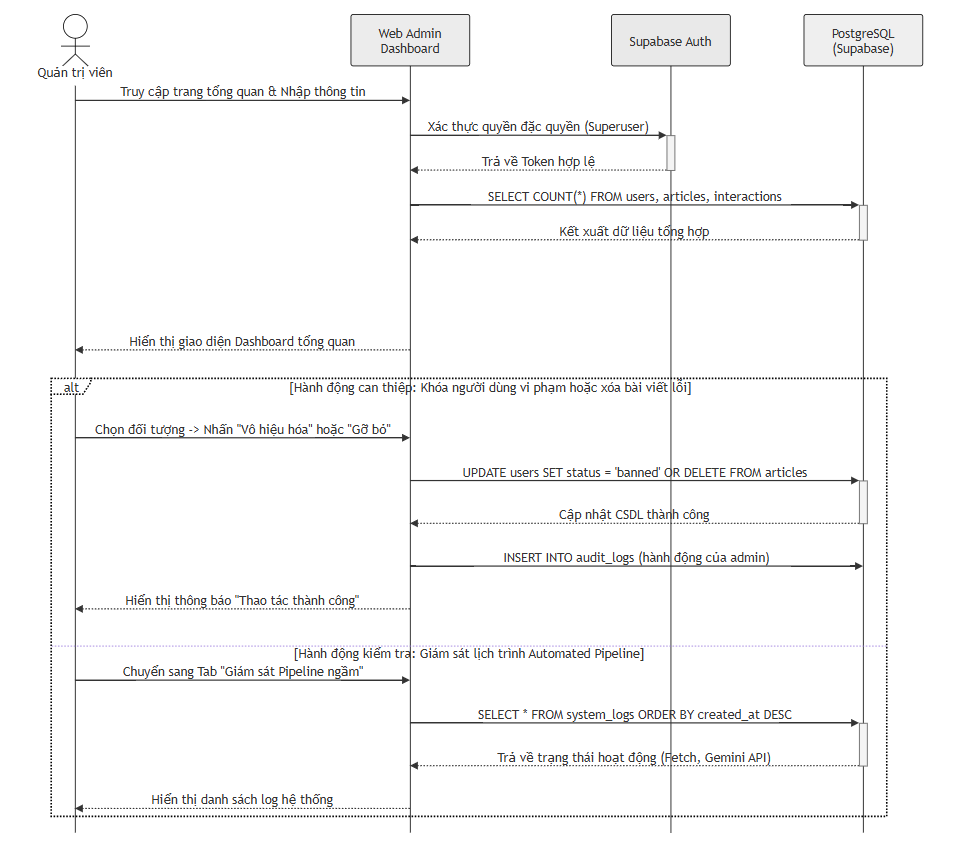 Quản trị viên
Web Admin
Dashboard
Supabase Auth
PostgreSQL
(Supabase)
Truy cập trang tổng quan & Nhập thông tin
Xác thực quyền đặc quyền (Superuser)
Trả về Token hợp lệ
SELECT COUNT(*) FROM users, articles, interactions
Kết xuất dữ liệu tổng hợp
Hiển thị giao diện Dashboard tổng quan
alt
[Hành động can thiệp: Khóa người dùng vi phạm hoặc xóa bài viết lỗi]
Chọn đối tượng -> Nhấn "Vô hiệu hóa" hoặc "Gỡ bỏ"
UPDATE users SET status = 'banned' OR DELETE FROM articles
Cập nhật CSDL thành công
INSERT INTO audit_logs (hành động của admin)
Hiển thị thông báo "Thao tác thành công"
[Hành động kiểm tra: Giám sát lịch trình Automated Pipeline]
Chuyển sang Tab "Giám sát Pipeline ngầm"
SELECT * FROM system_logs ORDER BY created_at DESC
Trả về trạng thái hoạt động (Fetch, Gemini API)
Hiển thị danh sách log hệ thống